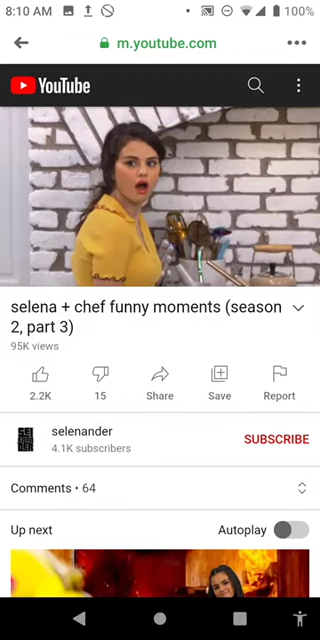 8:10 AM
100%
m.youtube.com
YouTube
selena + chef funny moments (season
2, part 3)
95K views
2.2K
15
Share
Save
Report
selenander
4.1K subscribers
SUBSCRIBE
Comments • 64
Up next
Autoplay